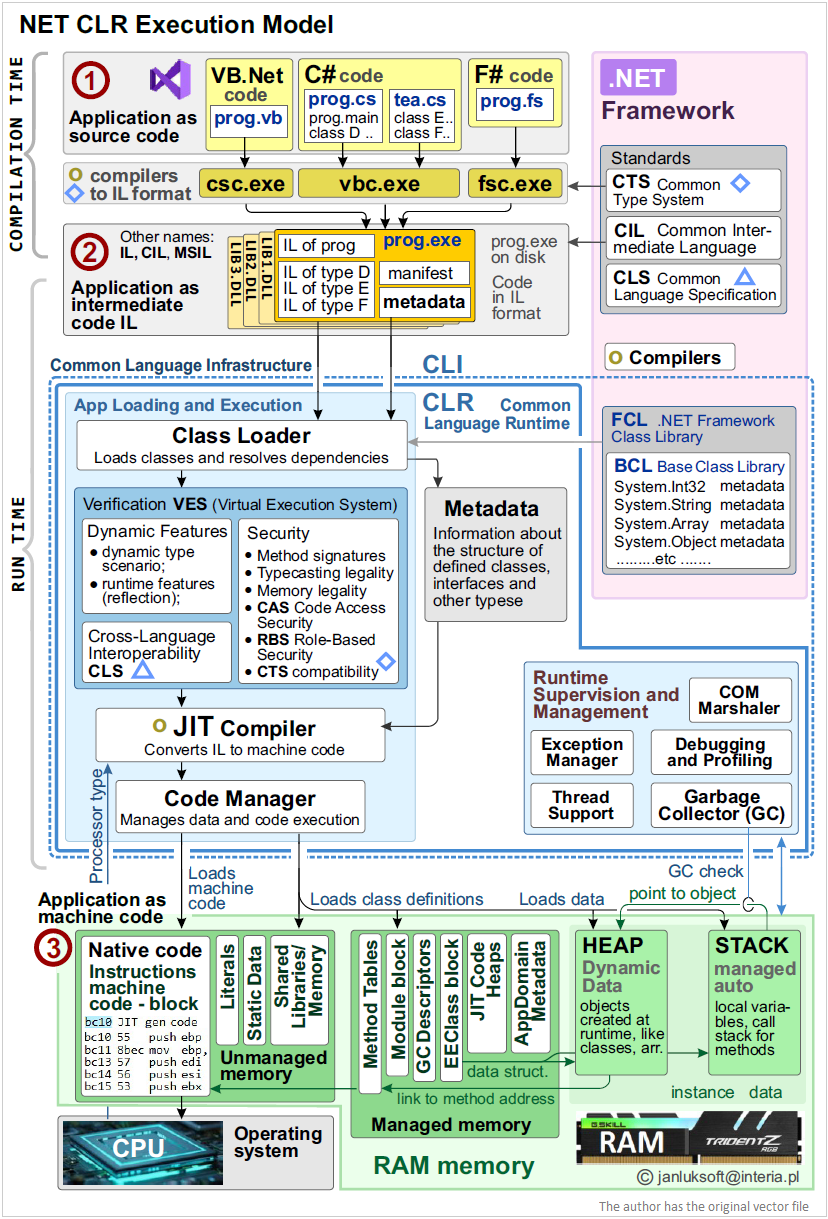 NET CLR Execution Model
COMPILATION TIME
1
Application as
source code
VB.Net
code
prog.vb
C# code
prog.cs
prog.main
class D ..
tea.cs
class E..
class F..
F# code
prog.fs
.NET
Framework
compilers
to IL format
csc.exe
vbc.exe
fsc.exe
Standards
CTS Common
Type System
CIL Common Inter-
mediate Language
CLS Common
Language Specification
2
Other names:
IL, CIL, MSIL
Application as
intermediate
code IL
LIB3.DLL
LIB2.DLL
LIB1.DLL
IL of prog
IL of type D
IL of type E
IL of type F
prog.exe
manifest
metadata
prog.exe
on disk
Code
in IL
format
Compilers
RUN TIME
Common Language Infrastructure
CLI
App Loading and Execution
CLR Common
Language Runtime
FCL .NET Framework
Class Library
BCL Base Class Library
System.Int32 metadata
System.String metadata
System.Array metadata
System.Object metadata
.........etc .......
Class Loader
Loads classes and resolves dependencies
Verification VES (Virtual Execution System)
Dynamic Features
● dynamic type
scenario;
● runtime features
(reflection);
Cross-Language
Interoperability
CLS
Security
● Method signatures
● Typecasting legality
● Memory legality
● CAS Code Access
Security
● RBS Role-Based
Security
● CTS compatibility
Metadata
Information about
the structure of
defined classes,
interfaces and
other typese
JIT Compiler
Converts IL to machine code
Code Manager
Manages data and code execution
Runtime
Supervision and
Management
COM
Marshaler
Exception
Manager
Debugging
and Profiling
Thread
Support
Garbage
Collector (GC)
Processor type
Loads
machine
code
Loads class definitions
Loads data
GC check
point to object
Application as
machine code
3
Native code
Instructions
machine
code - block
bc10 JIT gen code
bc10 55 push ebp
bc11 8bec mov ebp,
bc13 57 push edi
bc14 56 push esi
bc15 53 push ebx
Literals
Static Data
Shared
Libraries/
Memory
Unmanaged
memory
Method Tables
Module block
GC Descriptors
EEClass block
JIT Code
Heaps
AppDomain
Metadata
HEAP
Dynamic
Data
objects
created at
runtime, like
classes, arr.
STACK
managed
auto
local varia-
bles, call
stack for
methods
data struct.
link to method address
instance data
Managed memory
CPU
Operating
system
RAM memory
G.SKILL
RAM
TRIDENTZ
RGB
© janluksoft@interia.pl
The author has the original vector file